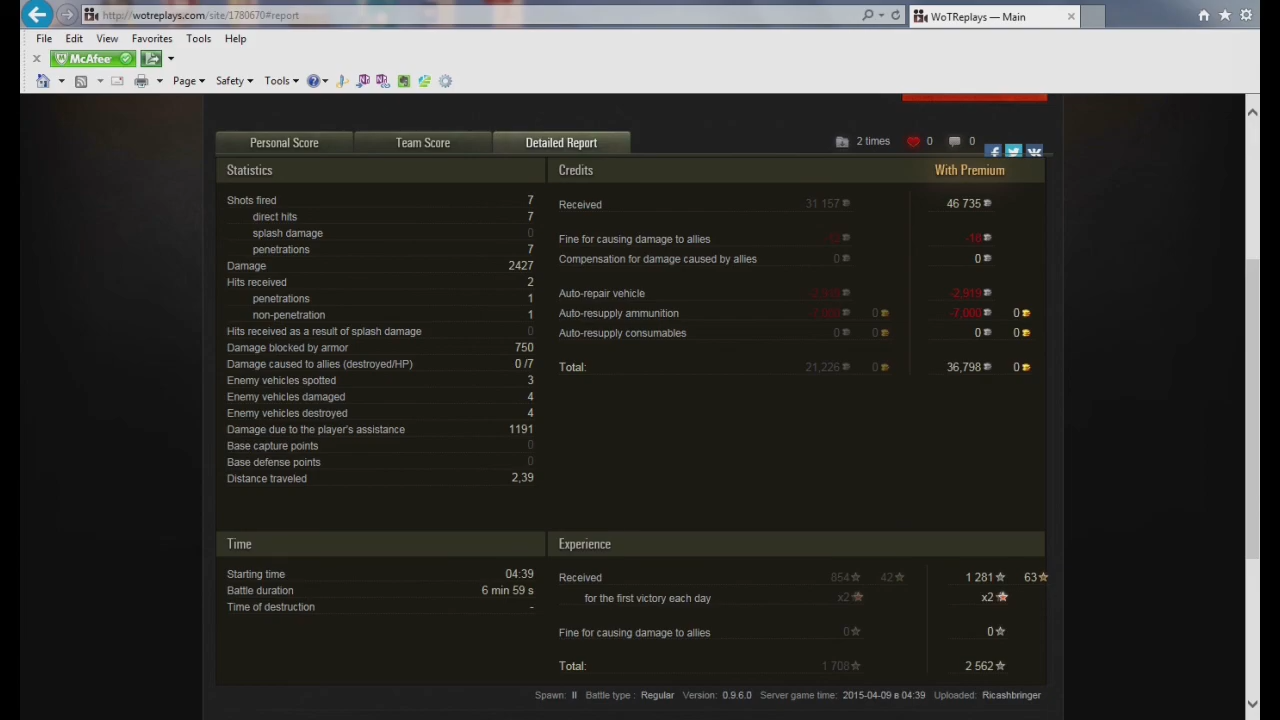 http://wotreplays.com/site/1780670#report
WoTReplays — Main
File Edit View Favorites Tools Help
McAfee
Page Safety Tools
Personal Score Team Score Detailed Report 2 times 0 0
Statistics Credits With Premium
Shots fired 7
direct hits 7
splash damage 0
penetrations 7
Damage 2427
Hits received 2
penetrations 1
non-penetration 1
Hits received as a result of splash damage 0
Damage blocked by armor 750
Damage caused to allies (destroyed/HP) 0 /7
Enemy vehicles spotted 3
Enemy vehicles damaged 4
Enemy vehicles destroyed 4
Damage due to the player's assistance 1191
Base capture points 0
Base defense points 0
Distance traveled 2,39
Received 31 157 46 735
Fine for causing damage to allies -18
Compensation for damage caused by allies 0 0
Auto-repair vehicle -2,919
Auto-resupply ammunition -7,000 0 -7,000 0
Auto-resupply consumables 0 0 0 0
Total: 21,226 0 36,798 0
Time
Starting time 04:39
Battle duration 6 min 59 s
Time of destruction -
Experience
Received 854 42 1 281 63
for the first victory each day x2 x2
Fine for causing damage to allies 0 0
Total: 1 708 2 562
Spawn: II Battle type : Regular Version: 0.9.6.0 Server game time: 2015-04-09 в 04:39 Uploaded: Ricashbringer